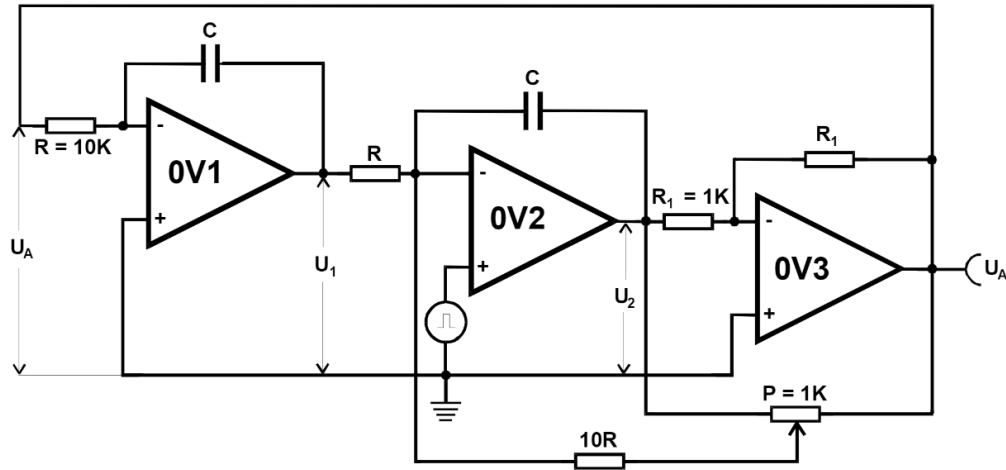 C
-
R = 10K
0V1
+
U_A
U₁
R
C
-
0V2
+
U₂
R₁ = 1K
R₁
-
0V3
+
U_A
P = 1K
10R